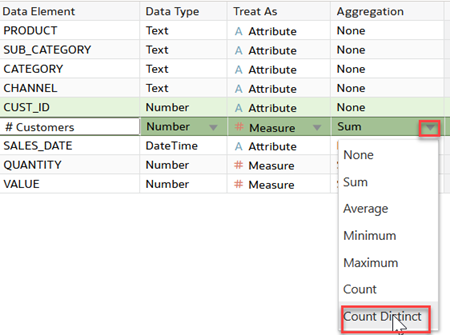 Data Element Data Type Treat As Aggregation
PRODUCT Text A Attribute None
SUB_CATEGORY Text A Attribute None
CATEGORY Text A Attribute None
CHANNEL Text A Attribute None
CUST_ID Number A Attribute None
# Customers Number # Measure Sum
SALES_DATE DateTime A Attribute
QUANTITY Number # Measure
VALUE Number # Measure
None
Sum
Average
Minimum
Maximum
Count
Count Distinct